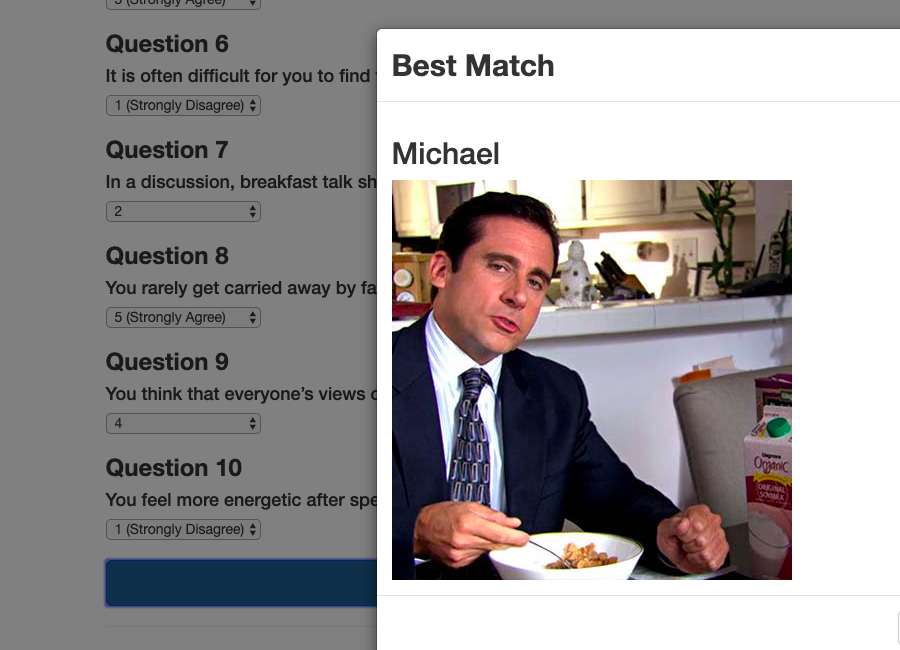 5 (Strongly Agree)
Question 6
It is often difficult for you to find
1 (Strongly Disagree)
Question 7
In a discussion, breakfast talk sh
2
Question 8
You rarely get carried away by fa
5 (Strongly Agree)
Question 9
You think that everyone’s views
4
Question 10
You feel more energetic after spe
1 (Strongly Disagree)
Best Match
Michael
Organic
ORIGINAL
SOYMILK